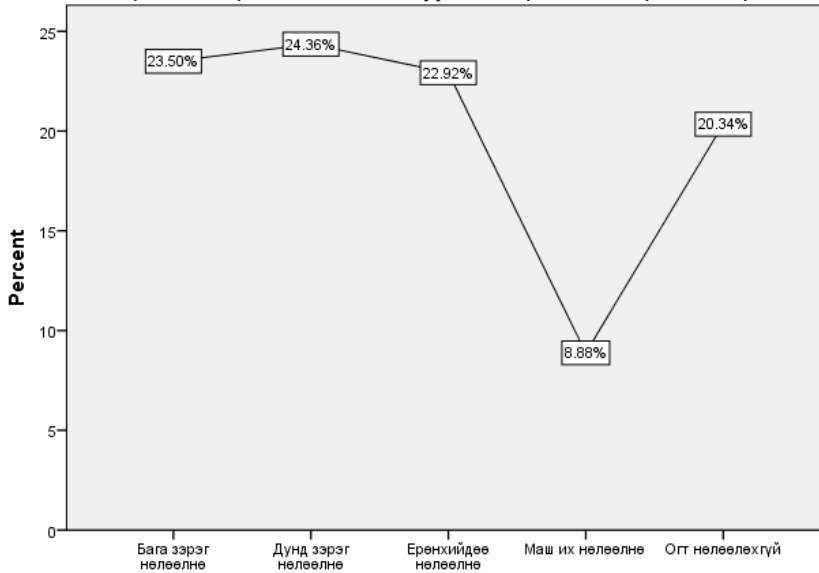 25
20
15
10
5
0
Percent
23.50%
24.36%
22.92%
8.88%
20.34%
Бага зэрэг
нөлөөлнө
Дунд зэрэг
нөлөөлнө
Ерөнхийдөө
нөлөөлнө
Маш их нөлөөлнө
Огт нөлөөлөхгүй